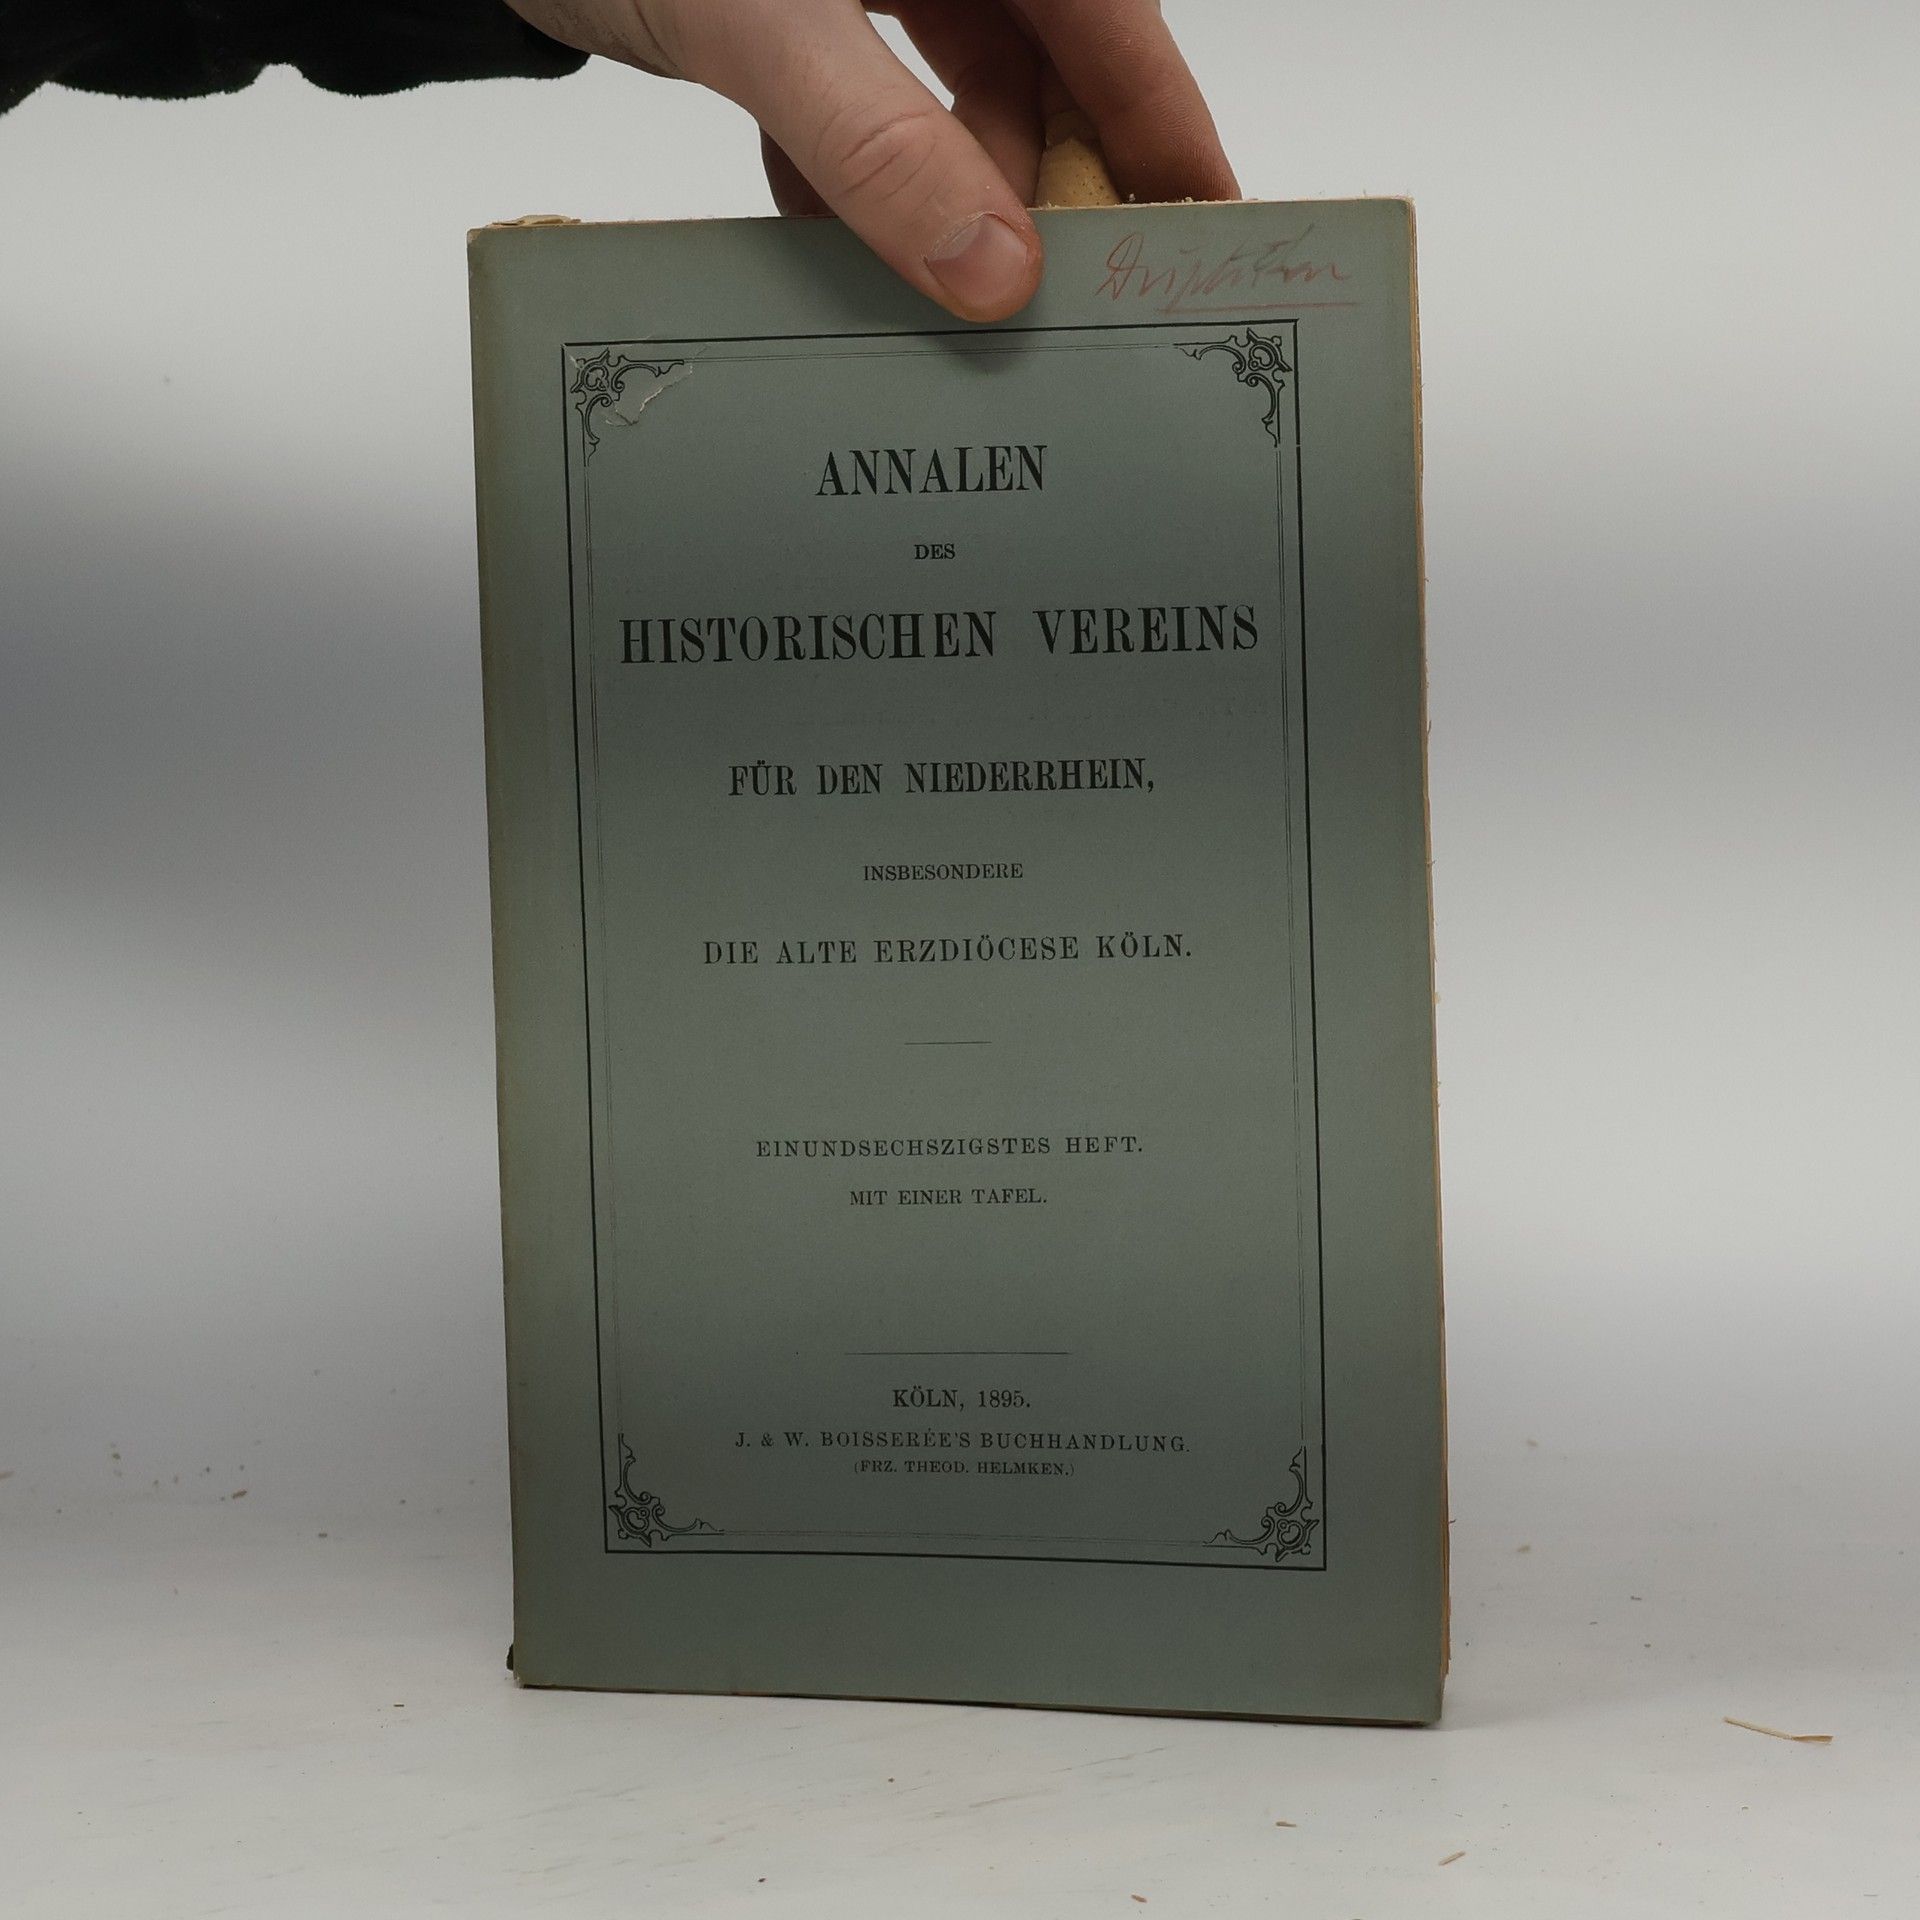 ANNALEN
DES
HISTORISCHEN VEREINS
FÜR DEN NIEDERRHEIN,
INSBESONDERE
DIE ALTE ERZDIÖCESE KÖLN.
EINUNDSECHSZIGSTES HEFT.
MIT EINER TAFEL.
KÖLN, 1895.
J. & W. BOISSERÉE'S BUCHHANDLUNG.
(FRZ. THEOD. HELMKEN.)